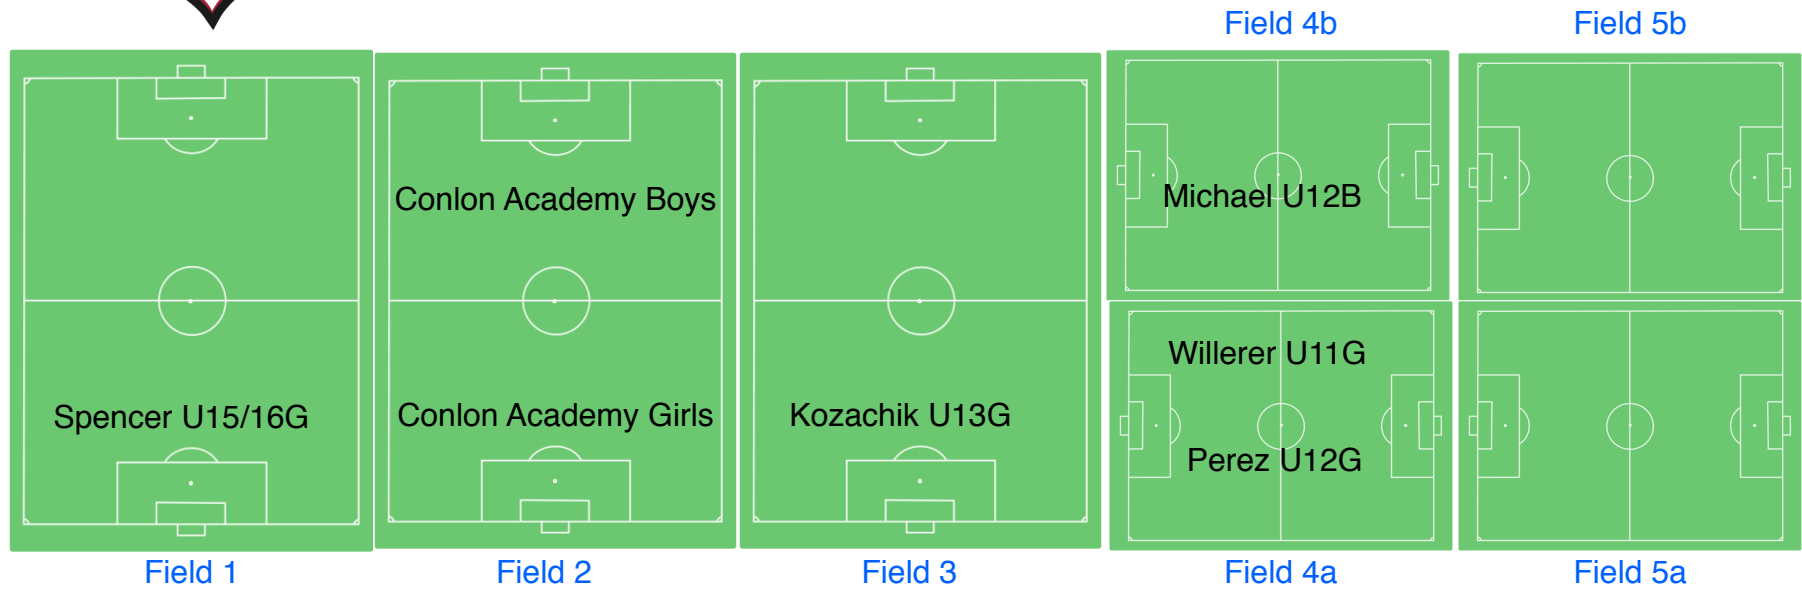 Field 4b
Field 5b
Conlon Academy Boys
Michael U12B
Willerer U11G
Spencer U15/16G
Conlon Academy Girls
Kozachik U13G
Perez U12G
Field 1
Field 2
Field 3
Field 4a
Field 5a